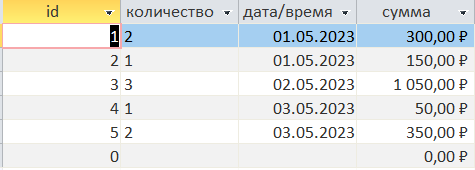 id количество дата/время сумма
1 2 01.05.2023 300,00 ₽
2 1 01.05.2023 150,00 ₽
3 3 02.05.2023 1 050,00 ₽
4 1 03.05.2023 50,00 ₽
5 2 03.05.2023 350,00 ₽
0 0,00 ₽